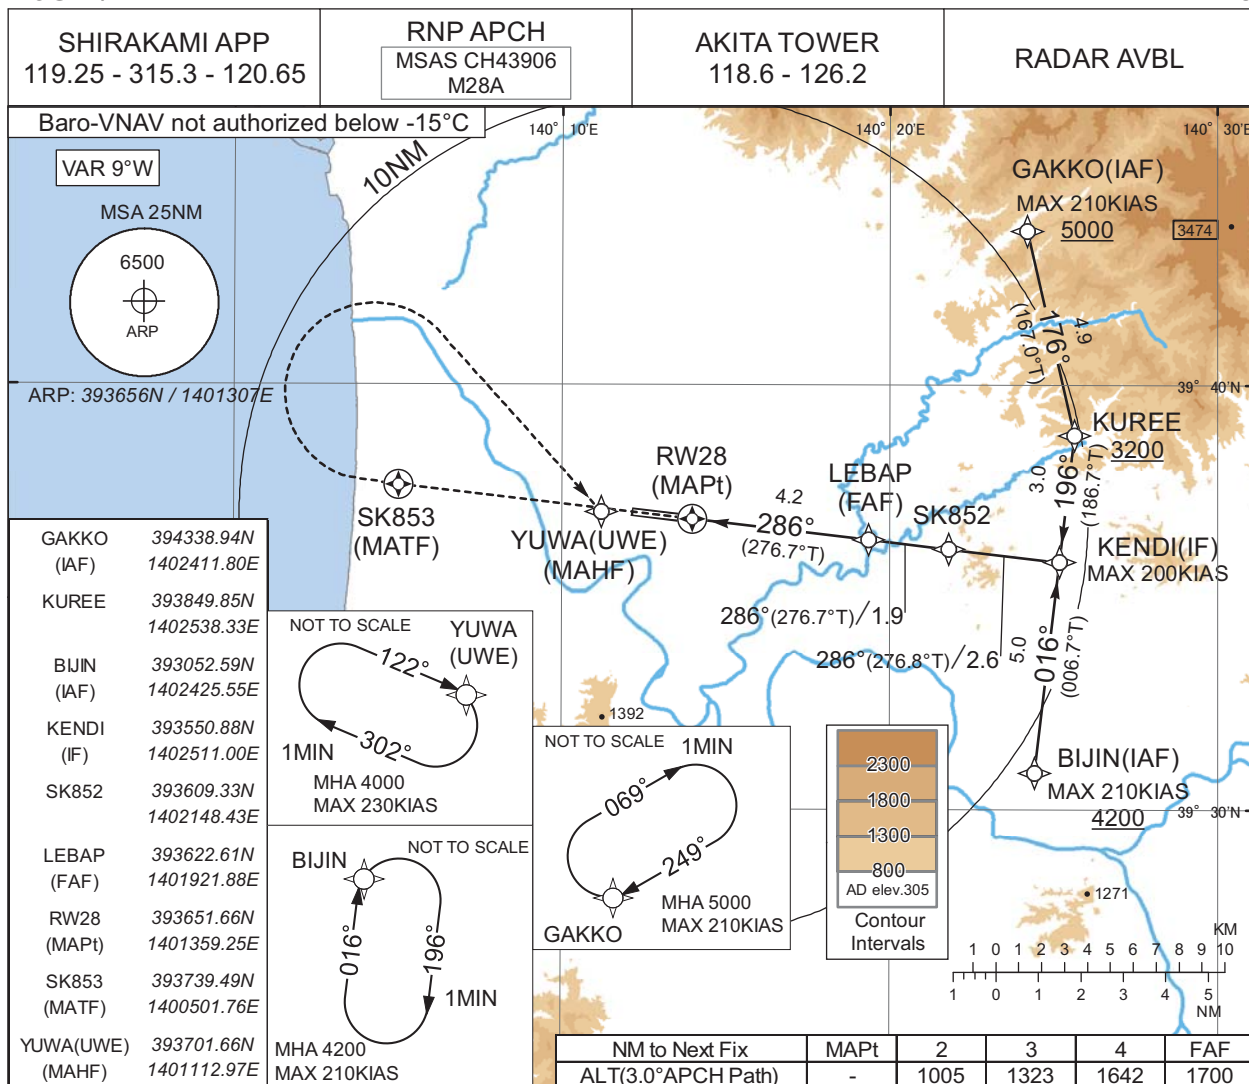 SHIRAKAMI APP
119.25 - 315.3 - 120.65
RNP APCH
MSAS CH43906
M28A
AKITA TOWER
118.6 - 126.2
RADAR AVBL
Baro-VNAV not authorized below -15°C
140° 10'E
140° 20'E
140° 30'E
VAR 9°W
10NM
MSA 25NM
6500
ARP
ARP: 393656N / 1401307E
GAKKO(IAF)
MAX 210KIAS
5000
3474
176°
(167.0°T)
4.9
39° 40'N
KUREE
3200
3.0
196°
(186.7°T)
RW28
(MAPt)
4.2
286°
(276.7°T)
LEBAP
(FAF)
SK852
KENDI(IF)
MAX 200KIAS
SK853
(MATF)
YUWA(UWE)
(MAHF)
286°(276.7°T)/1.9
286°(276.8°T)/2.6
5.0
016°
(006.7°T)
BIJIN(IAF)
MAX 210KIAS
4200
39° 30'N
1392
1271
GAKKO 394338.94N
(IAF) 1402411.80E
KUREE 393849.85N
1402538.33E
BIJIN 393052.59N
(IAF) 1402425.55E
KENDI 393550.88N
(IF) 1402511.00E
SK852 393609.33N
1402148.43E
LEBAP 393622.61N
(FAF) 1401921.88E
RW28 393651.66N
(MAPt) 1401359.25E
SK853 393739.49N
(MATF) 1400501.76E
YUWA(UWE) 393701.66N
(MAHF) 1401112.97E
NOT TO SCALE
YUWA
(UWE)
122°
302°
1MIN
MHA 4000
MAX 230KIAS
BIJIN
NOT TO SCALE
016°
196°
1MIN
MHA 4200
MAX 210KIAS
NOT TO SCALE
1MIN
069°
249°
MHA 5000
MAX 210KIAS
GAKKO
2300
1800
1300
800
AD elev.305
Contour
Intervals
KM
1 0 1 2 3 4 5 6 7 8 9 10
1 0 1 2 3 4 5
NM
NM to Next Fix MAPt 2 3 4 FAF
ALT(3.0°APCH Path) - 1005 1323 1642 1700